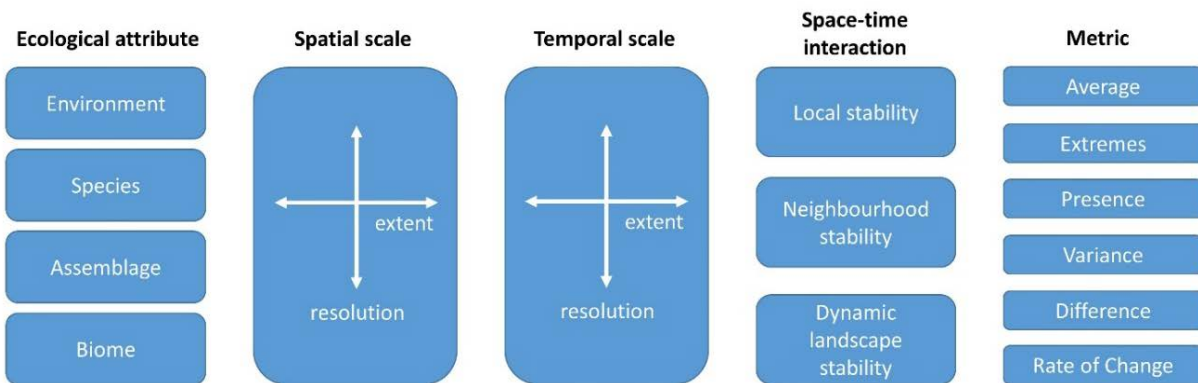 Ecological attribute
Environment
Species
Assemblage
Biome
Spatial scale
extent
resolution
Temporal scale
extent
resolution
Space-time
interaction
Local stability
Neighbourhood
stability
Dynamic
landscape
stability
Metric
Average
Extremes
Presence
Variance
Difference
Rate of Change